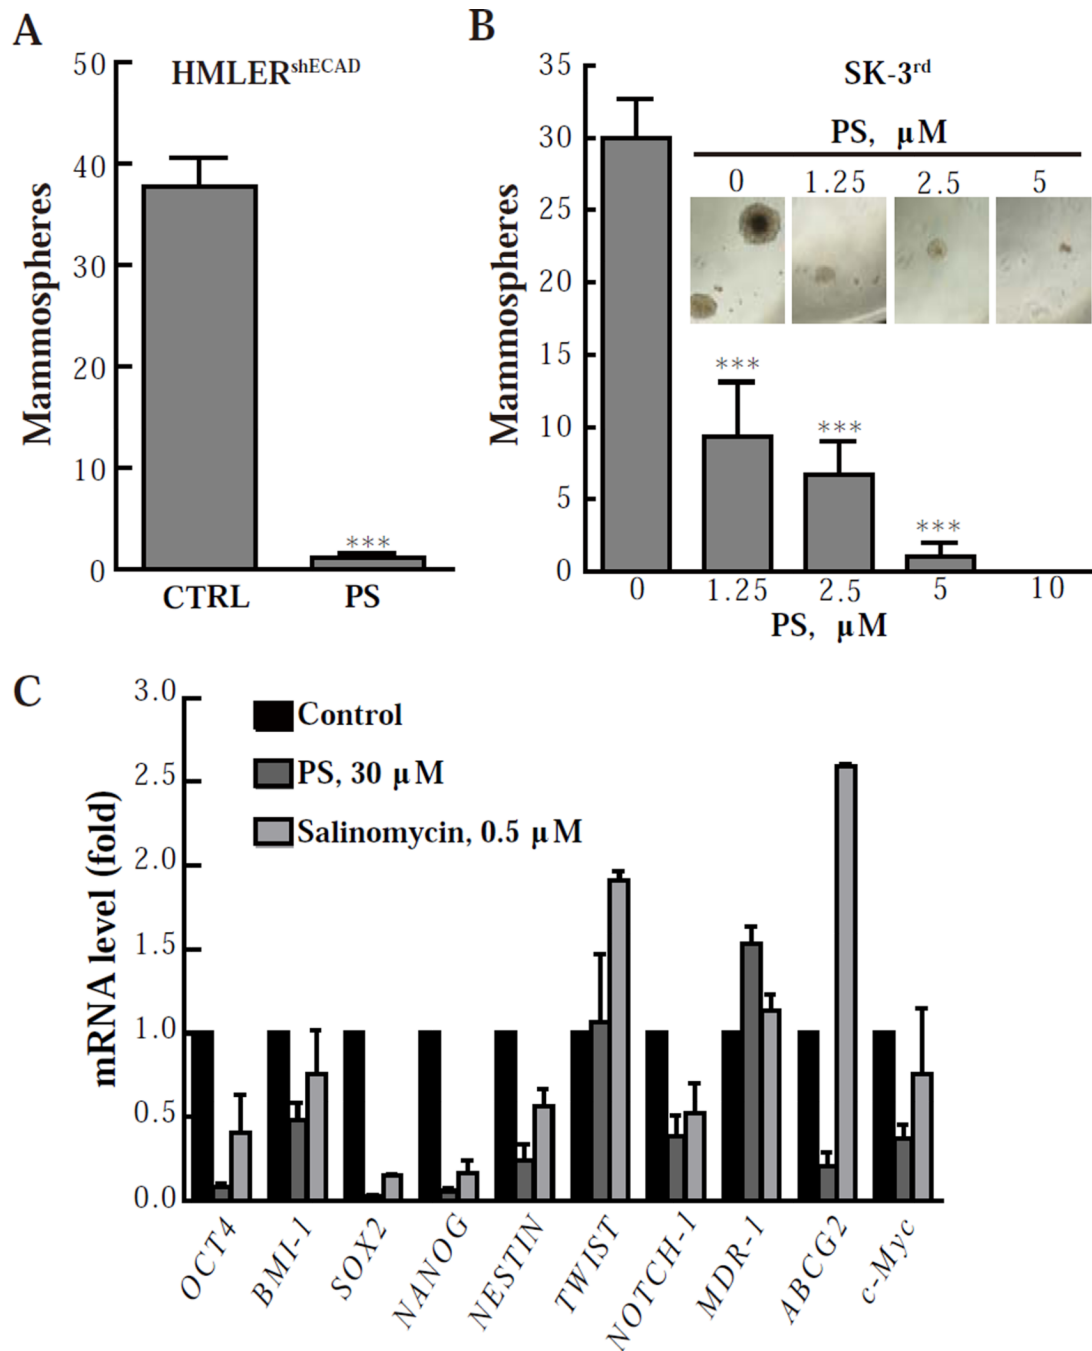 A
HMLERshECAD
Mammospheres
50
40
30
20
10
0
***
CTRL PS
B
SK-3rd
PS, μM
0 1.25 2.5 5
Mammospheres
35
30
25
20
15
10
5
0
***
***
***
0 1.25 2.5 5 10
PS, μM
C
mRNA level (fold)
3.0
2.5
2.0
1.5
1.0
0.5
0.0
Control
PS, 30 μM
Salinomycin, 0.5 μM
OCT4
BMI-1
SOX2
NANOG
NESTIN
TWIST
NOTCH-1
MDR-1
ABCG2
c-Myc